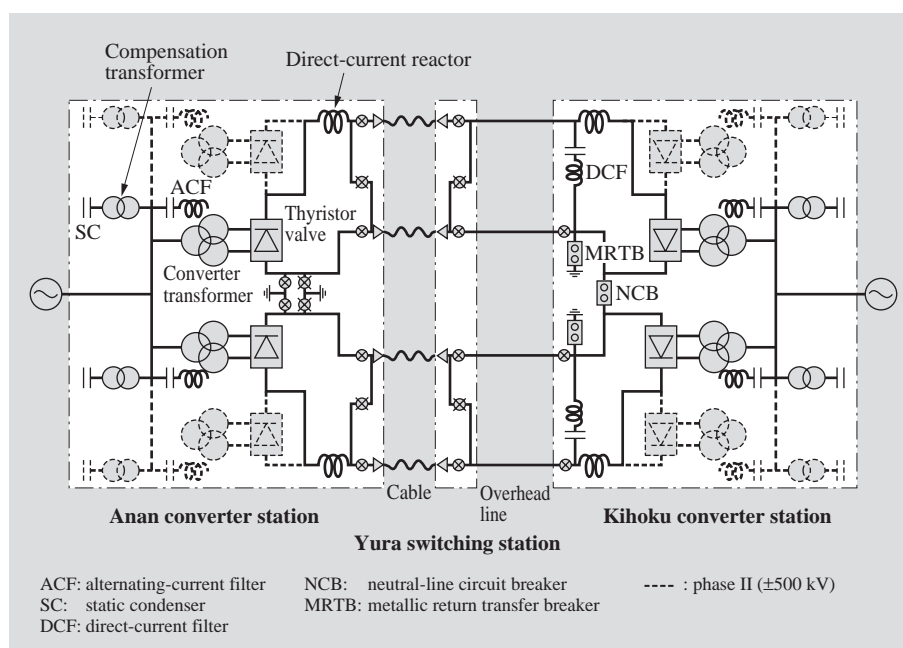 Compensation
transformer
Direct-current reactor
ACF
SC
Thyristor
valve
Converter
transformer
DCF
MRTB
NCB
Cable
Overhead
line
Anan converter station
Kihoku converter station
Yura switching station
ACF: alternating-current filter
SC: static condenser
DCF: direct-current filter
NCB: neutral-line circuit breaker
MRTB: metallic return transfer breaker
---- : phase II (±500 kV)